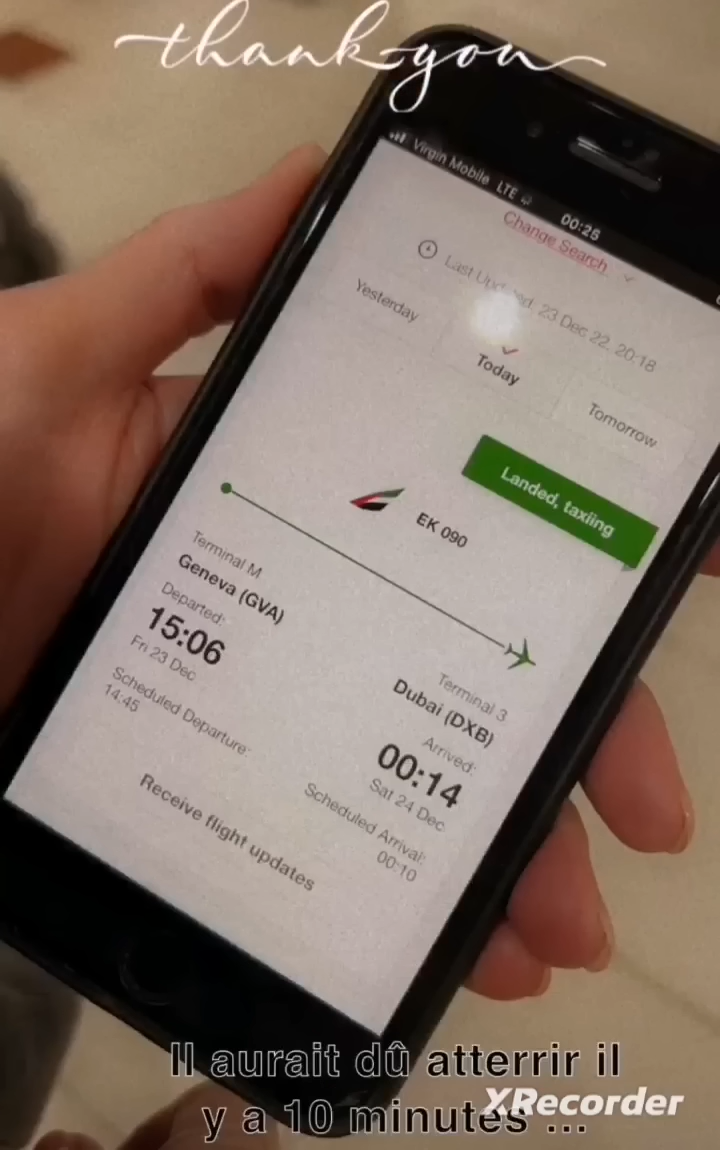 thank you
Virgin Mobile LTE 00:25
Change Search
Last Updated: 23 Dec 22, 20:18
Yesterday
Today
Tomorrow
Landed, taxiing
EK 090
Terminal M
Geneva (GVA)
Departed:
15:06
Fri 23 Dec
Scheduled Departure:
14:45
Terminal 3
Dubai (DXB)
Arrived:
00:14
Sat 24 Dec
Scheduled Arrival:
00:10
Receive flight updates
Il aurait dû atterrir il
y a 10 minutes ...
XRecorder